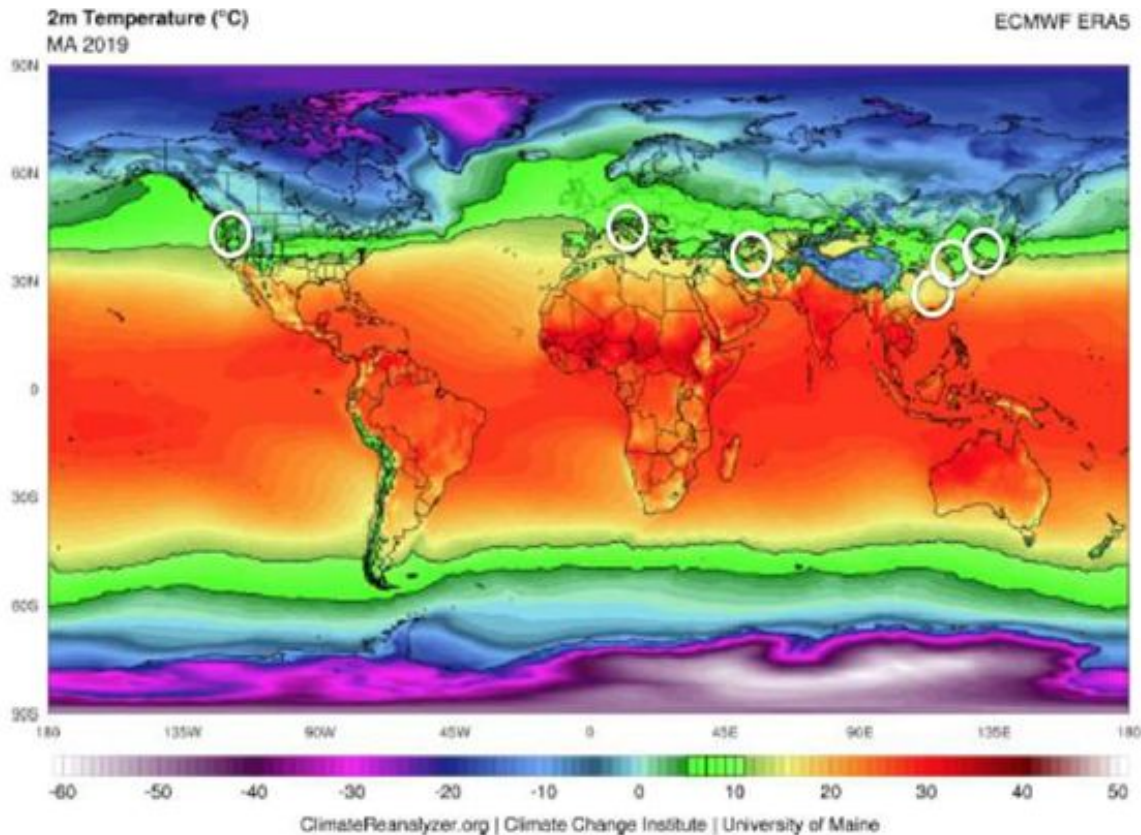 2m Temperature (°C)
ECMWF ERA5
MA 2019
90N
60N
30N
0
30S
60S
90S
180 135W 90W 45W 0 45E 90E 135E 180
-60 -50 -40 -30 -20 -10 0 10 20 30 40 50
ClimateReanalyzer.org | Climate Change Institute | University of Maine